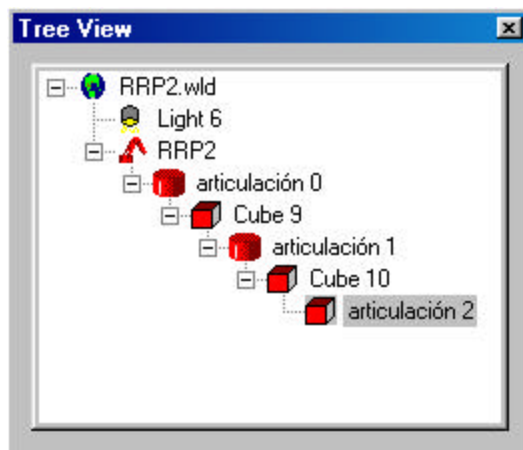 Tree View
RRP2.wld
Light 6
RRP2
articulación 0
Cube 9
articulación 1
Cube 10
articulación 2